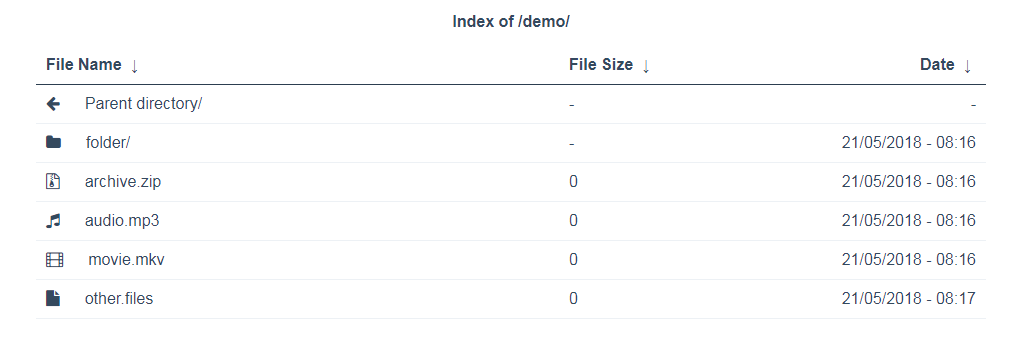 Index of /demo/
File Name ↓ File Size ↓ Date ↓
Parent directory/ - -
folder/ - 21/05/2018 - 08:16
archive.zip 0 21/05/2018 - 08:16
audio.mp3 0 21/05/2018 - 08:16
movie.mkv 0 21/05/2018 - 08:16
other.files 0 21/05/2018 - 08:17